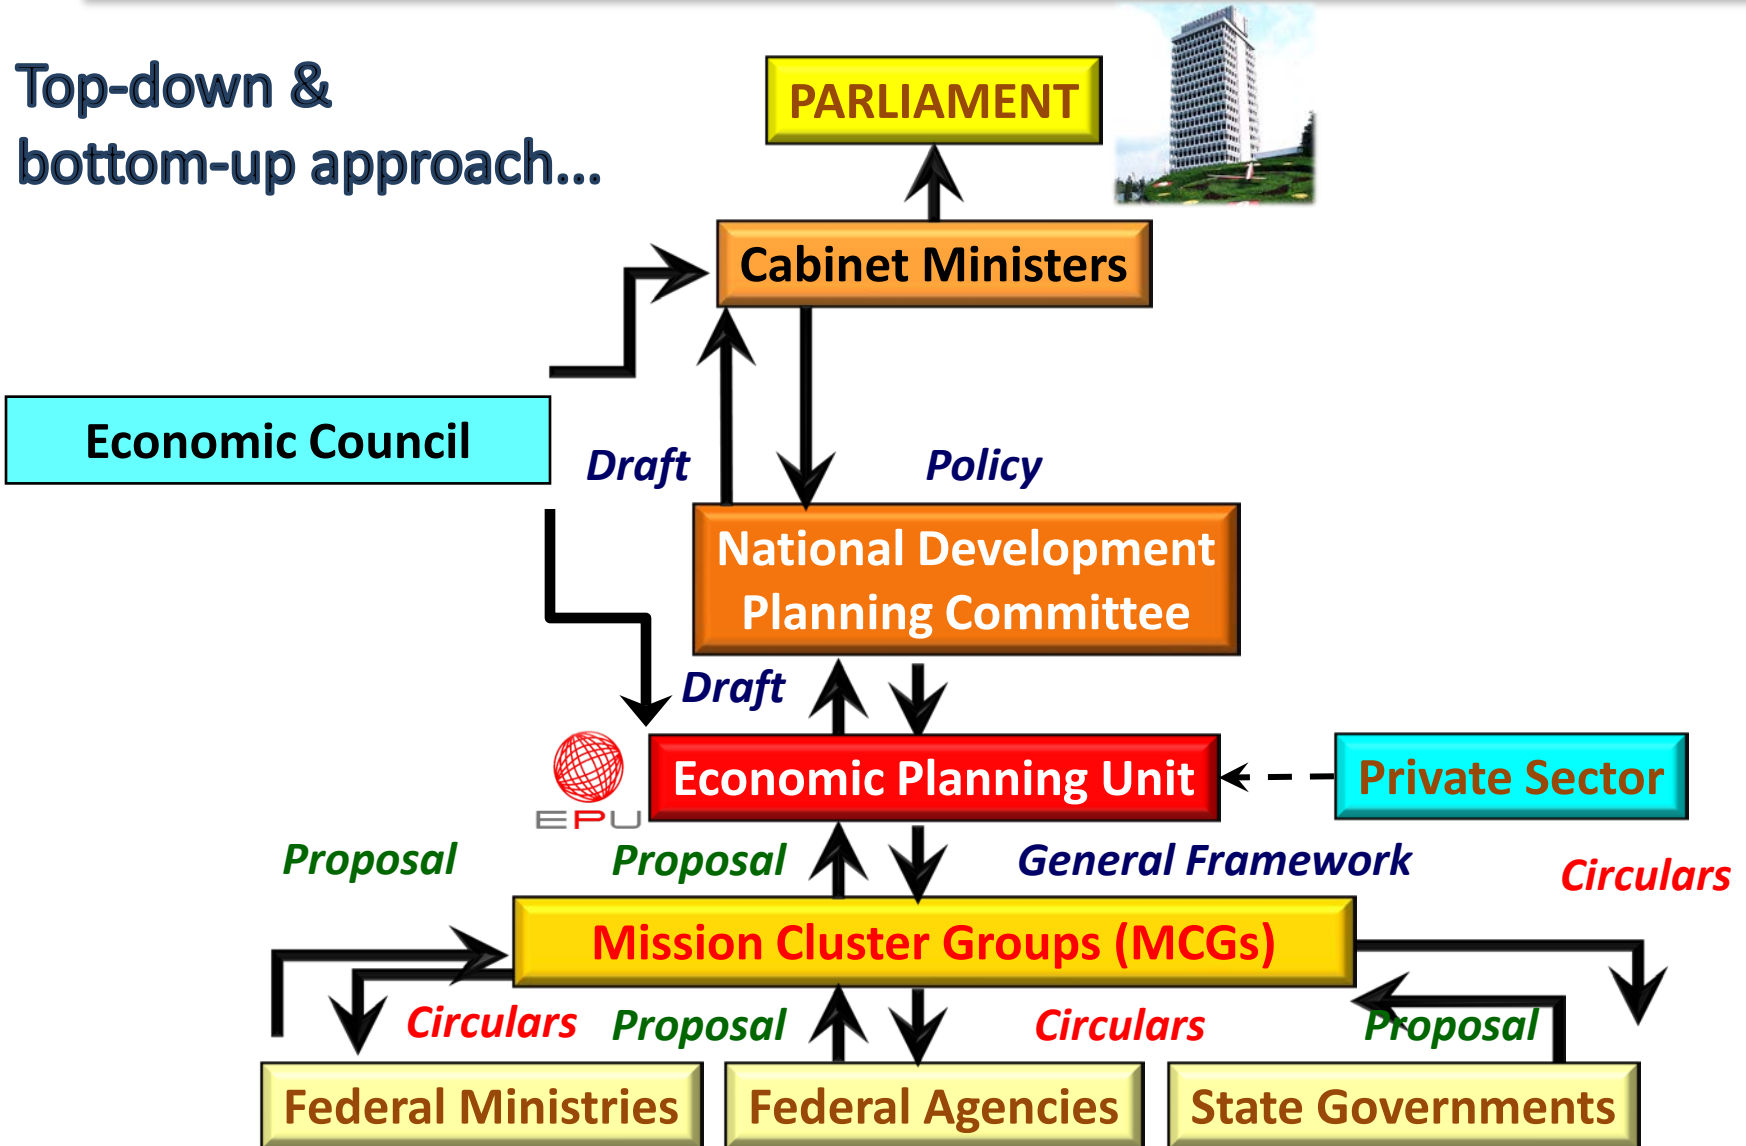 Top-down &
bottom-up approach...
PARLIAMENT
Cabinet Ministers
Economic Council
Draft
Policy
National Development
Planning Committee
Draft
EPU
Economic Planning Unit
Private Sector
Proposal
Proposal
General Framework
Circulars
Mission Cluster Groups (MCGs)
Circulars
Proposal
Circulars
Proposal
Federal Ministries
Federal Agencies
State Governments